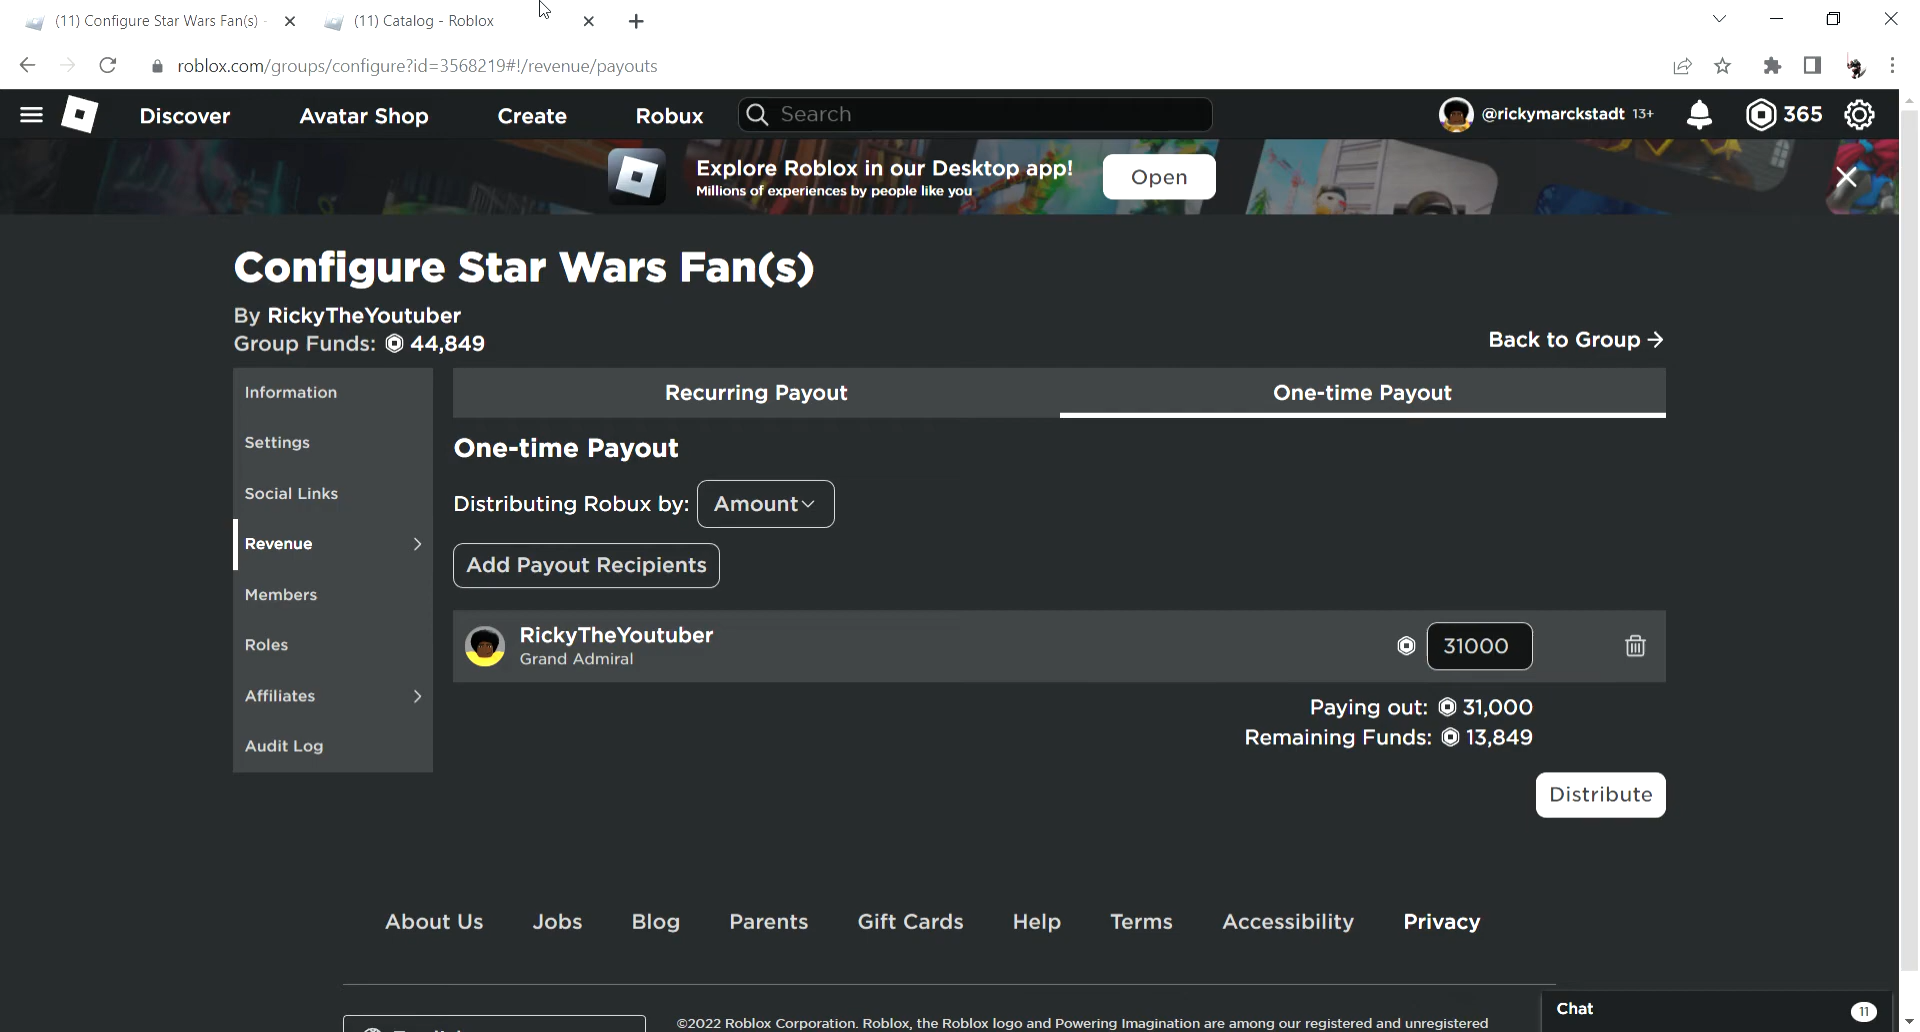 (11) Configure Star Wars Fan(s) -
(11) Catalog - Roblox
roblox.com/groups/configure?id=3568219#!/revenue/payouts
Discover
Avatar Shop
Create
Robux
Search
@rickymarckstadt 13+
365
Explore Roblox in our Desktop app!
Millions of experiences by people like you
Open
Configure Star Wars Fan(s)
By RickyTheYoutuber
Group Funds: 44,849
Back to Group →
Information
Settings
Social Links
Revenue
Members
Roles
Affiliates
Audit Log
Recurring Payout
One-time Payout
One-time Payout
Distributing Robux by: Amount
Add Payout Recipients
RickyTheYoutuber
Grand Admiral
31000
Paying out: 31,000
Remaining Funds: 13,849
Distribute
About Us
Jobs
Blog
Parents
Gift Cards
Help
Terms
Accessibility
Privacy
©2022 Roblox Corporation. Roblox, the Roblox logo and Powering Imagination are among our registered and unregistered
Chat
11